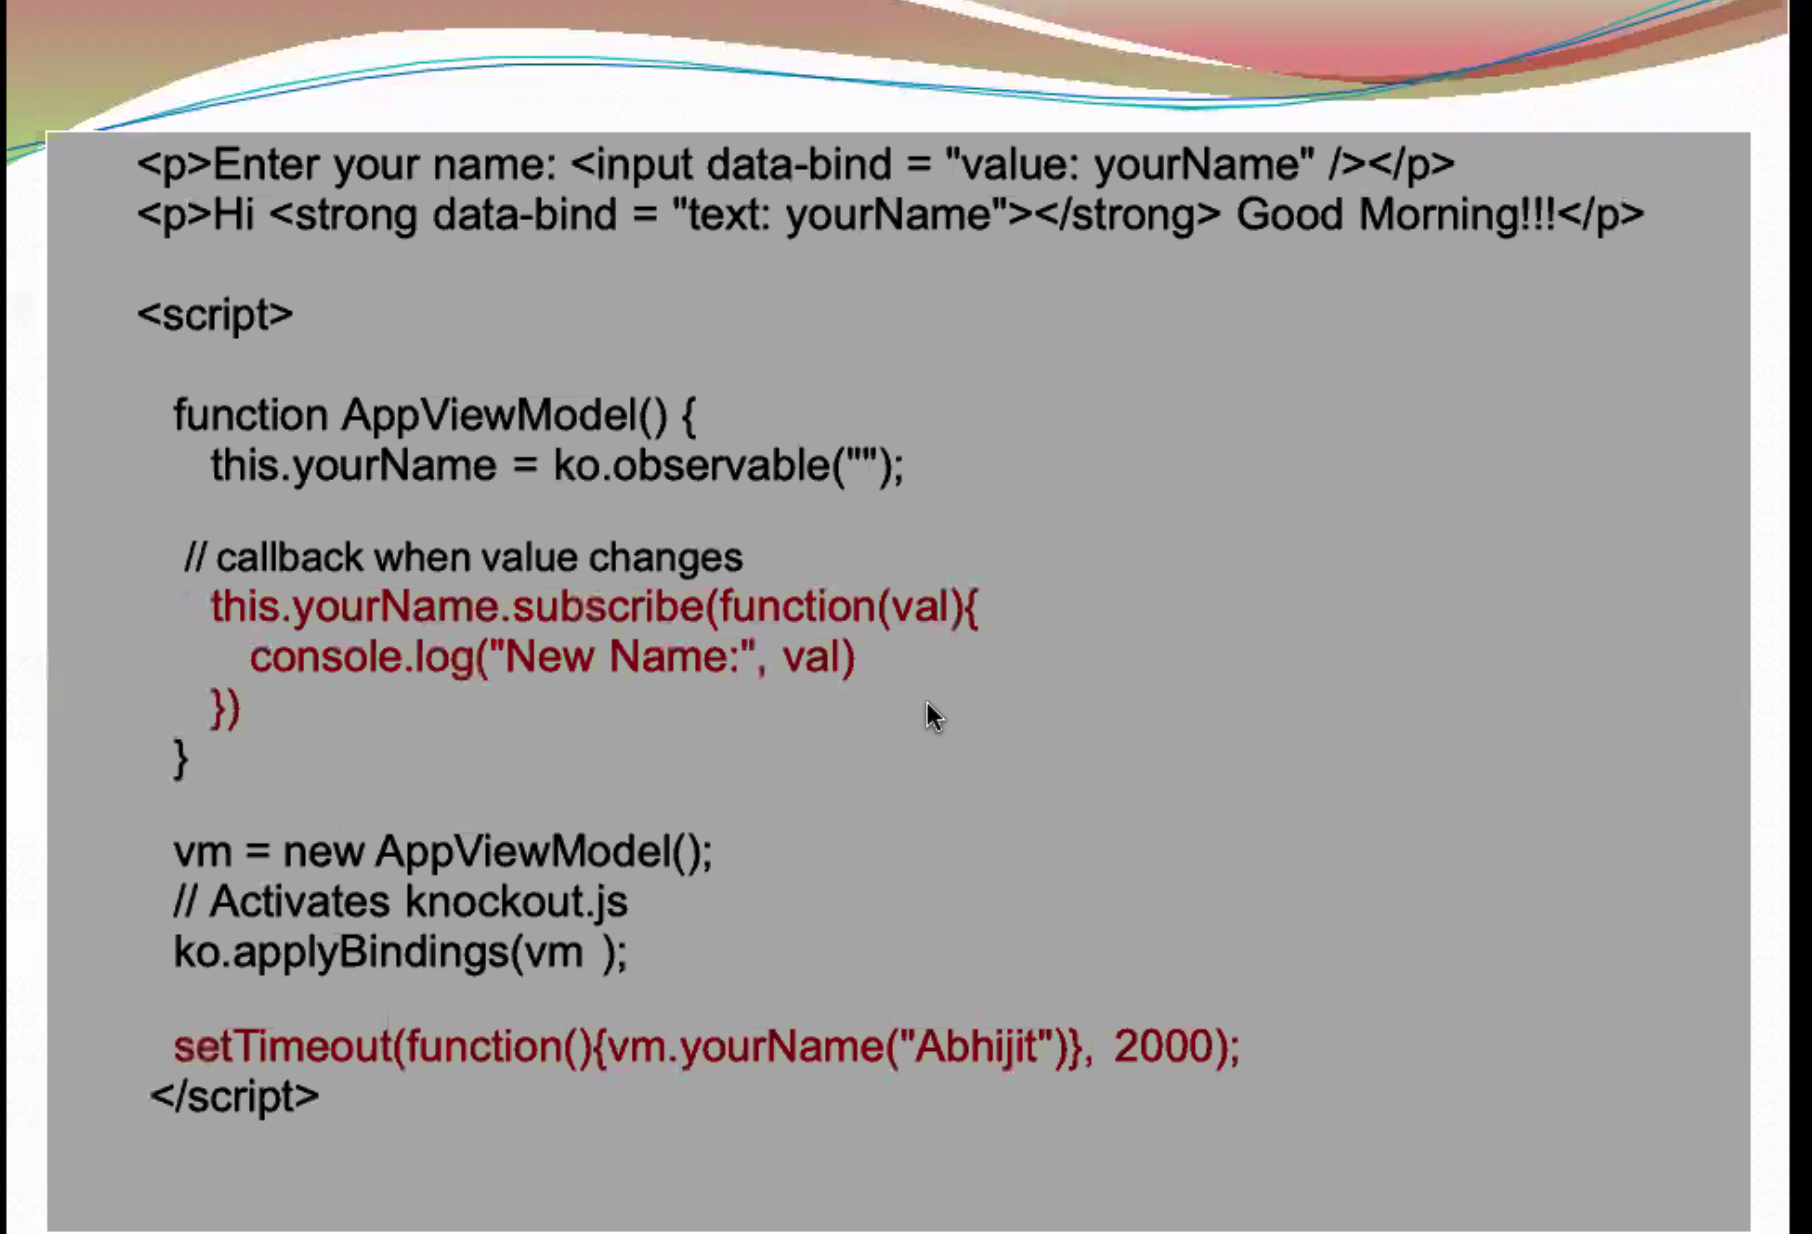 <p>Enter your name: <input data-bind = "value: yourName" /></p>
<p>Hi <strong data-bind = "text: yourName"></strong> Good Morning!!!</p>
<script>
function AppViewModel() {
this.yourName = ko.observable("");
// callback when value changes
this.yourName.subscribe(function(val){
console.log("New Name:", val)
})
}
vm = new AppViewModel();
// Activates knockout.js
ko.applyBindings(vm );
setTimeout(function(){vm.yourName("Abhijit")}, 2000);
</script>